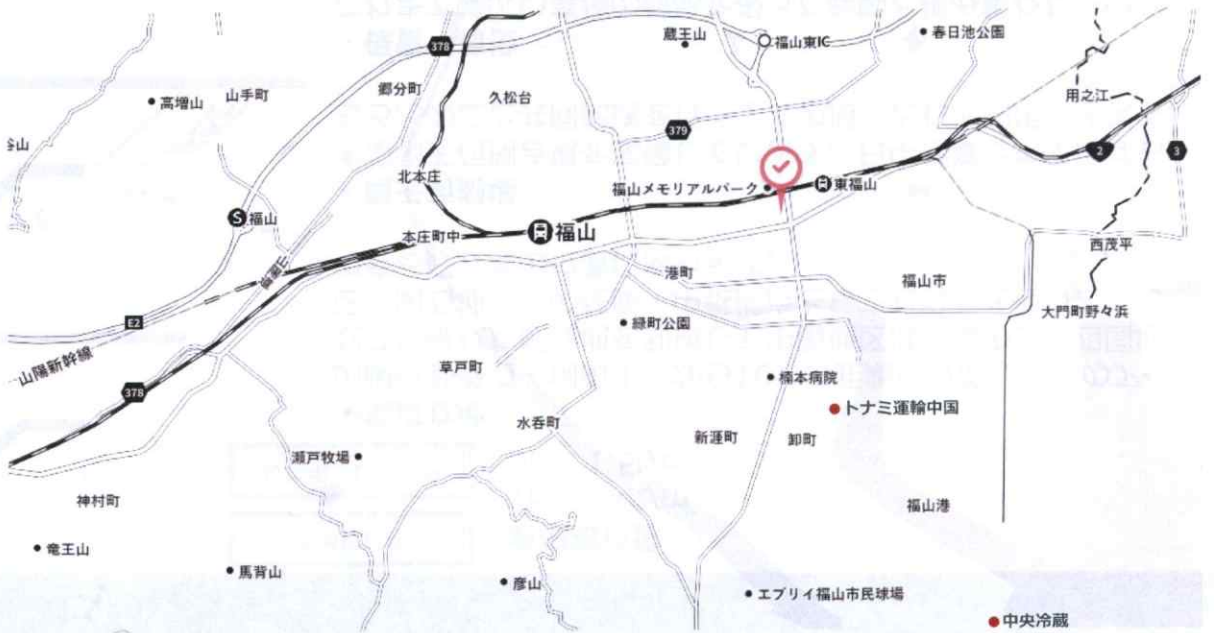 蔵王山
福山東IC
春日池公園
378
郷分町
久松台
高増山
山手町
用之江
379
2
3
北本庄
福山メモリアルパーク
東福山
S
福山
本庄町中
福山
西茂平
港町
福山市
大門町野々浜
E2
緑町公園
山陽新幹線
草戸町
楠本病院
378
トナミ運輸中国
水呑町
新涯町
卸町
瀬戸牧場
神村町
福山港
竜王山
馬背山
彦山
エブリイ福山市民球場
中央冷蔵